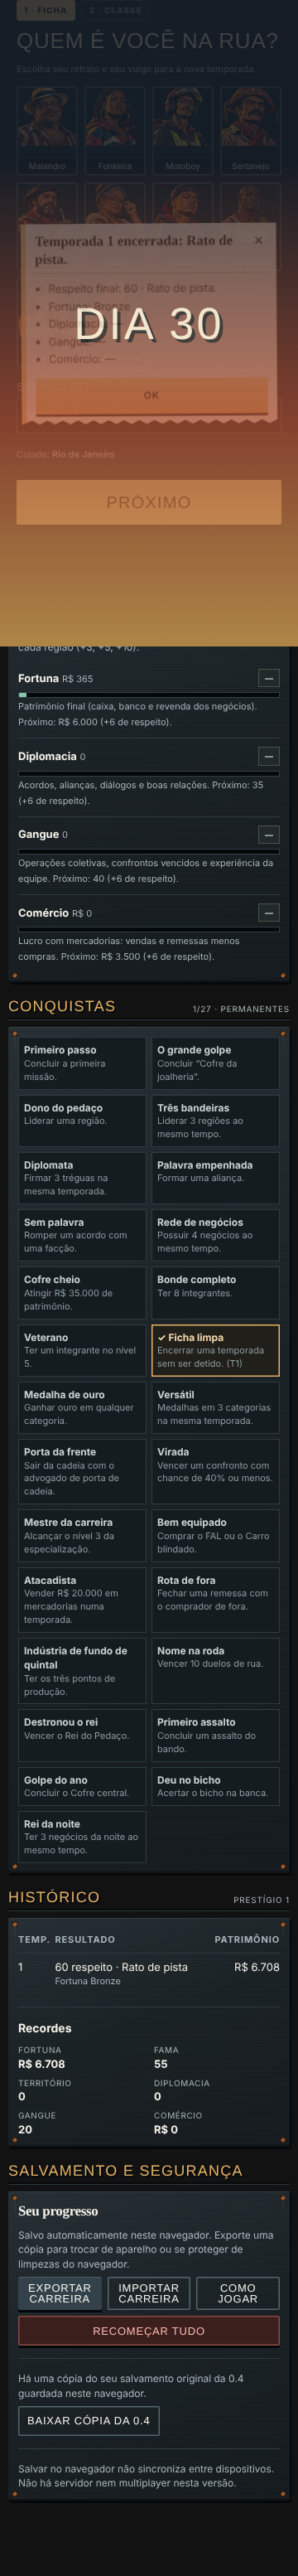 1 · FICHA
2 · CLASSE
QUEM É VOCÊ NA RUA?
Escolha seu retrato e seu vulgo para a nova temporada.
Malandro
Funkeira
Motoboy
Sertanejo
Temporada 1 encerrada: Rato de
pista.
×
• Respeito final: 60 · Rato de pista.
• Fortuna: Bronze
• Diplomacia: —
• Gangue: —
• Comércio: —
DIA 30
OK
Cidade: Rio de Janeiro
PRÓXIMO
cada região (+3, +5, +10).
Fortuna R$ 365
—
Patrimônio final (caixa, banco e revenda dos negócios).
Próximo: R$ 6.000 (+6 de respeito).
Diplomacia 0
—
Acordos, alianças, diálogos e boas relações. Próximo: 35
(+6 de respeito).
Gangue 0
—
Operações coletivas, confrontos vencidos e experiência da
equipe. Próximo: 40 (+6 de respeito).
Comércio R$ 0
—
Lucro com mercadorias: vendas e remessas menos
compras. Próximo: R$ 3.500 (+6 de respeito).
CONQUISTAS
1/27 · PERMANENTES
Primeiro passo
Concluir a primeira
missão.
O grande golpe
Concluir “Cofre da
joalheria”.
Dono do pedaço
Liderar uma região.
Três bandeiras
Liderar 3 regiões ao
mesmo tempo.
Diplomata
Firmar 3 tréguas na
mesma temporada.
Palavra empenhada
Formar uma aliança.
Sem palavra
Romper um acordo com
uma facção.
Rede de negócios
Possuir 4 negócios ao
mesmo tempo.
Cofre cheio
Atingir R$ 35.000 de
patrimônio.
Bonde completo
Ter 8 integrantes.
Veterano
Ter um integrante no nível
5.
✓ Ficha limpa
Encerrar uma temporada
sem ser detido. (T1)
Medalha de ouro
Ganhar ouro em qualquer
categoria.
Versátil
Medalhas em 3 categorias
na mesma temporada.
Porta da frente
Sair da cadeia com o
advogado de porta de
cadeia.
Virada
Vencer um confronto com
chance de 40% ou menos.
Mestre da carreira
Alcançar o nível 3 da
especialização.
Bem equipado
Comprar o FAL ou o Carro
blindado.
Atacadista
Vender R$ 20.000 em
mercadorias numa
temporada.
Rota de fora
Fechar uma remessa com
o comprador de fora.
Indústria de fundo de
quintal
Ter os três pontos de
produção.
Nome na roda
Vencer 10 duelos de rua.
Destronou o rei
Vencer o Rei do Pedaço.
Primeiro assalto
Concluir um assalto do
bando.
Golpe do ano
Concluir o Cofre central.
Deu no bicho
Acertar o bicho na banca.
Rei da noite
Ter 3 negócios da noite ao
mesmo tempo.
HISTÓRICO
PRESTÍGIO 1
TEMP. RESULTADO PATRIMÔNIO
1 60 respeito · Rato de pista R$ 6.708
Fortuna Bronze
Recordes
FORTUNA
R$ 6.708
FAMA
55
TERRITÓRIO
0
DIPLOMACIA
0
GANGUE
20
COMÉRCIO
R$ 0
SALVAMENTO E SEGURANÇA
Seu progresso
Salvo automaticamente neste navegador. Exporte uma
cópia para trocar de aparelho ou se proteger de
limpezas do navegador.
EXPORTAR
CARREIRA
IMPORTAR
CARREIRA
COMO
JOGAR
RECOMEÇAR TUDO
Há uma cópia do seu salvamento original da 0.4
guardada neste navegador.
BAIXAR CÓPIA DA 0.4
Salvar no navegador não sincroniza entre dispositivos.
Não há servidor nem multiplayer nesta versão.